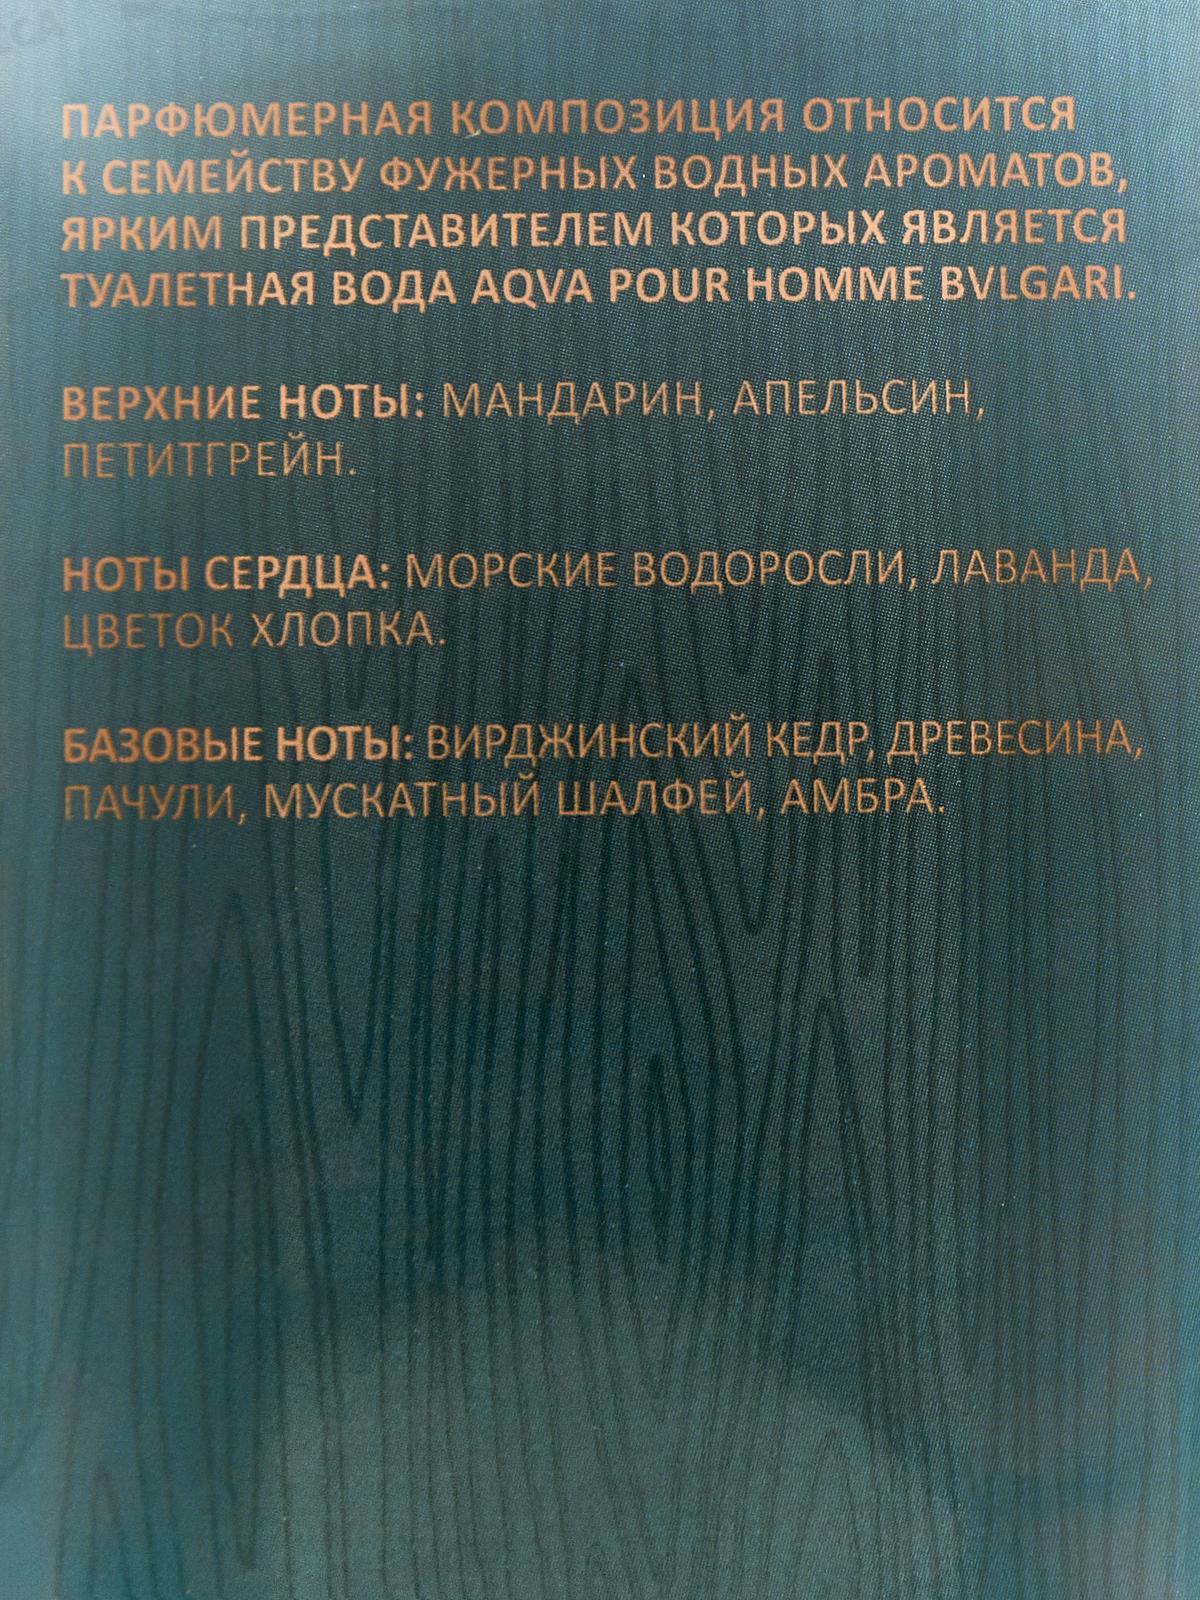 ПАРФЮМЕРНАЯ КОМПОЗИЦИЯ ОТНОСИТСЯ
К СЕМЕЙСТВУ ФУЖЕРНЫХ ВОДНЫХ АРОМАТОВ,
ЯРКИМ ПРЕДСТАВИТЕЛЕМ КОТОРЫХ ЯВЛЯЕТСЯ
ТУАЛЕТНАЯ ВОДА AQVA POUR HOMME BVLGARI.
ВЕРХНИЕ НОТЫ: МАНДАРИН, АПЕЛЬСИН,
ПЕТИТГРЕЙН.
НОТЫ СЕРДЦА: МОРСКИЕ ВОДОРОСЛИ, ЛАВАНДА,
ЦВЕТОК ХЛОПКА.
БАЗОВЫЕ НОТЫ: ВИРДЖИНСКИЙ КЕДР, ДРЕВЕСИНА,
ПАЧУЛИ, МУСКАТНЫЙ ШАЛФЕЙ, АМБРА.